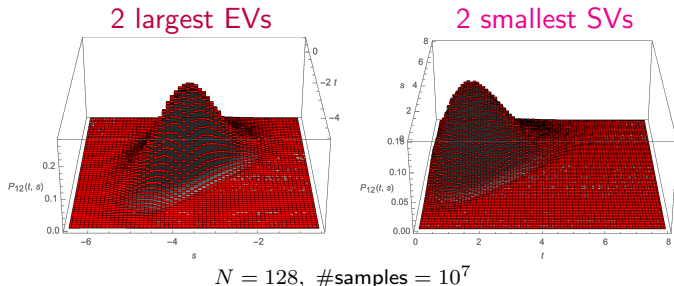 2 largest EVs
0
-2 t
-4
0.2
P12(t, s)
0.1
0.0
-6
-4
-2
s
2 smallest SVs
8
6
s
4
2
0
0.15
0.10
P12(t, s)
0.05
0.00
0
2
4
6
8
t
N = 128, #samples = 10^7